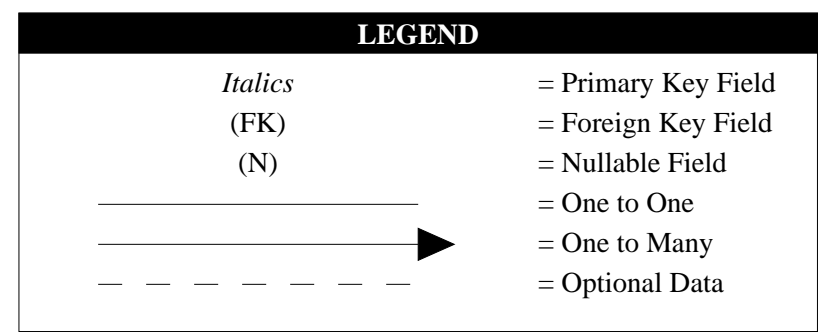 LEGEND
Italics = Primary Key Field
(FK) = Foreign Key Field
(N) = Nullable Field
= One to One
= One to Many
= Optional Data